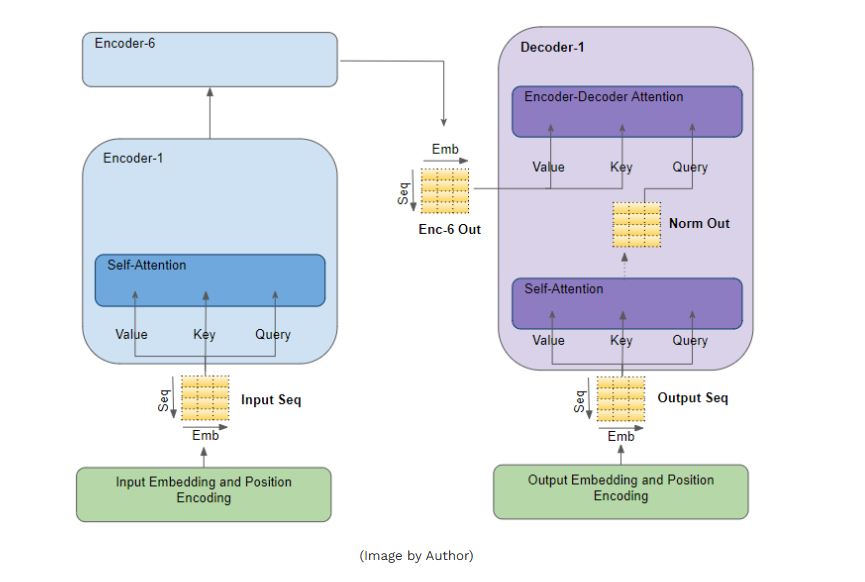 Encoder-6
Encoder-1
Self-Attention
Value Key Query
Seq
Input Seq
Emb
Input Embedding and Position
Encoding
Emb
Seq
Enc-6 Out
Decoder-1
Encoder-Decoder Attention
Value Key Query
Norm Out
Self-Attention
Value Key Query
Seq
Output Seq
Emb
Output Embedding and Position
Encoding
(Image by Author)